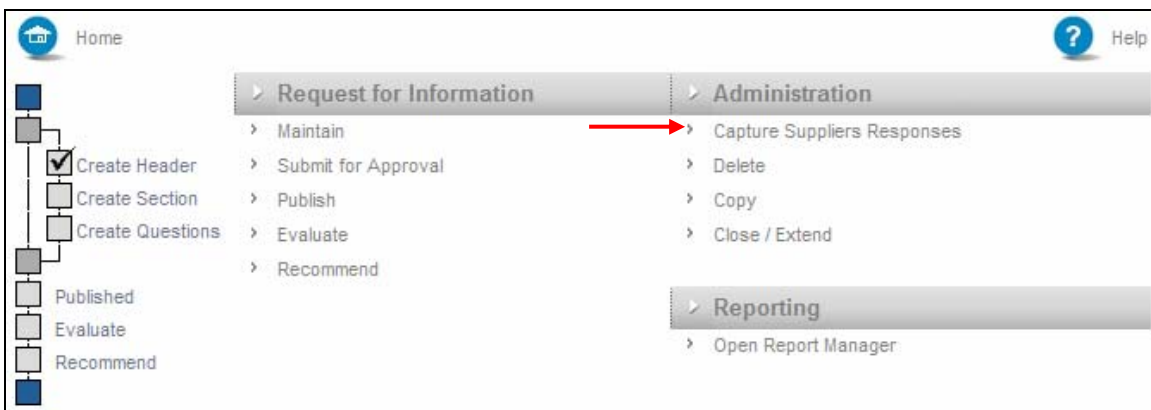 Home
Help
Create Header
Create Section
Create Questions
Published
Evaluate
Recommend
Request for Information
Maintain
Submit for Approval
Publish
Evaluate
Recommend
Administration
Capture Suppliers Responses
Delete
Copy
Close / Extend
Reporting
Open Report Manager